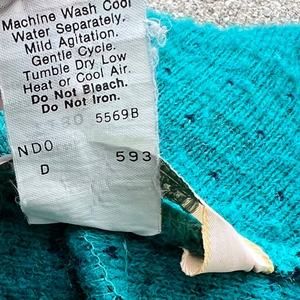 Machine Wash Cool
Water Separately.
Mild Agitation.
Gentle Cycle.
Tumble Dry Low
Heat or Cool Air.
Do Not Bleach.
Do Not Iron.
30 5569B
ND0 593
D